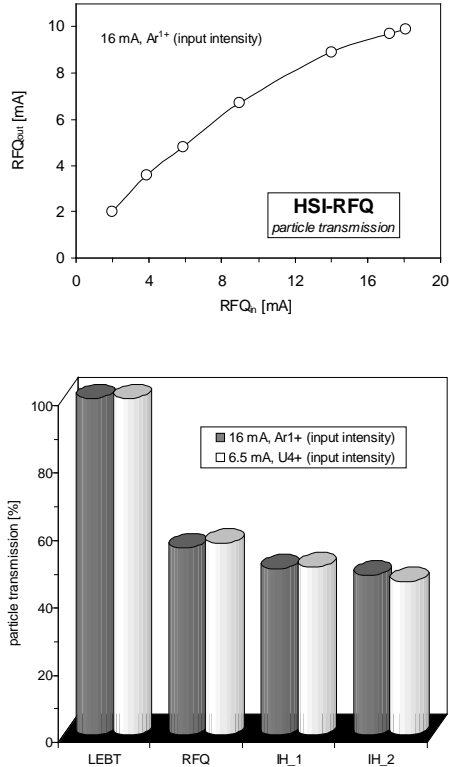 10
16 mA, Ar¹⁺ (input intensity)
8
RFQout [mA]
6
4
HSI-RFQ
particle transmission
2
0
0 4 8 12 16 20
RFQin [mA]
100
16 mA, Ar1+ (input intensity)
6.5 mA, U4+ (input intensity)
80
particle transmission [%]
60
40
20
0
LEBT RFQ IH_1 IH_2